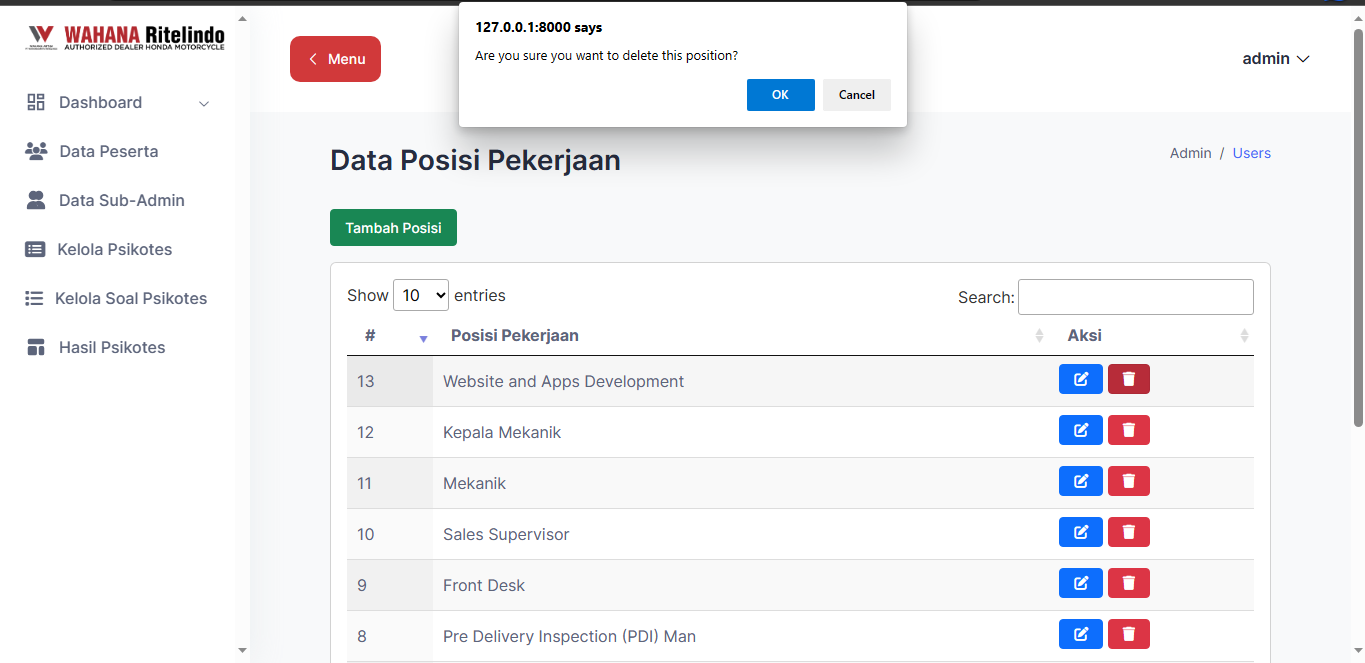 127.0.0.1:8000 says
Are you sure you want to delete this position?
OK
Cancel
WAHANA Ritelindo
AUTHORIZED DEALER HONDA MOTORCYCLE
Menu
admin
Dashboard
Data Peserta
Data Sub-Admin
Kelola Psikotes
Kelola Soal Psikotes
Hasil Psikotes
Data Posisi Pekerjaan
Admin / Users
Tambah Posisi
Show 10 entries
Search:
# Posisi Pekerjaan Aksi
13 Website and Apps Development
12 Kepala Mekanik
11 Mekanik
10 Sales Supervisor
9 Front Desk
8 Pre Delivery Inspection (PDI) Man